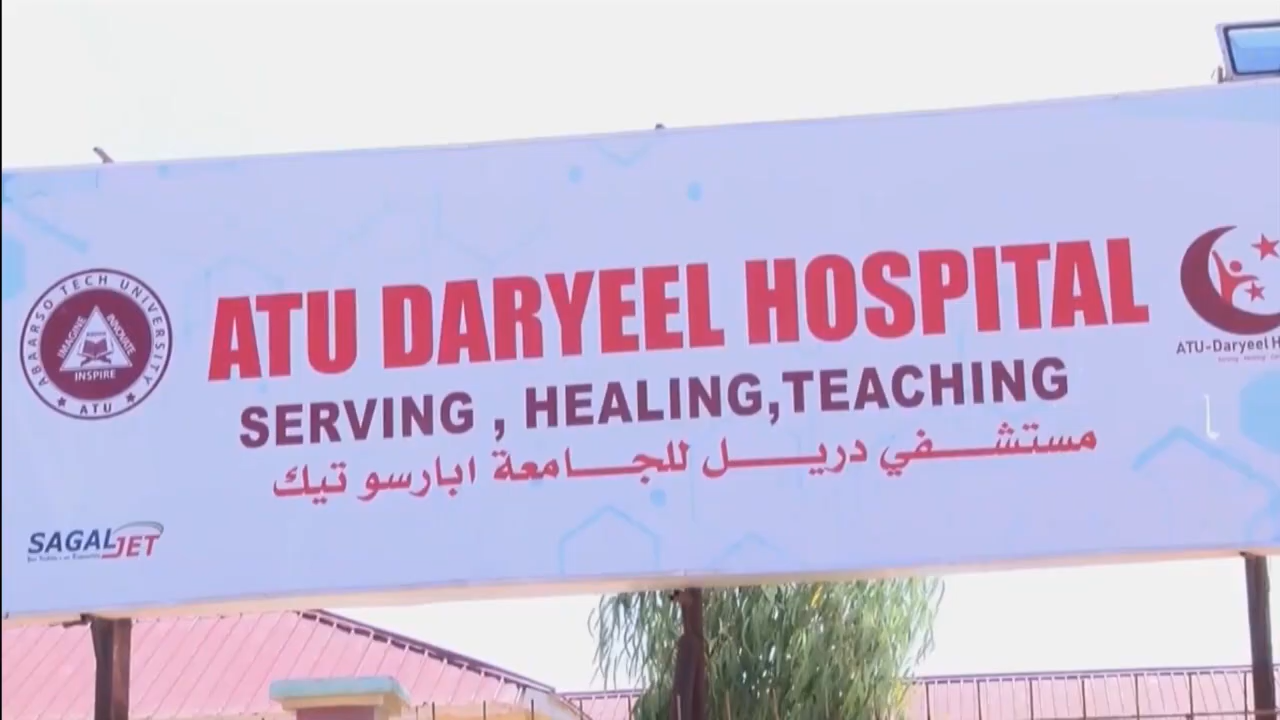 ATU DARYEEL HOSPITAL
SERVING , HEALING,TEACHING
مستشفي دريل للجامعة ابارسو تيك
ABAARSO TECH UNIVERSITY
IMAGINE
INNOVATE
INSPIRE
ATU
ATU-Daryeel H
SAGALJET